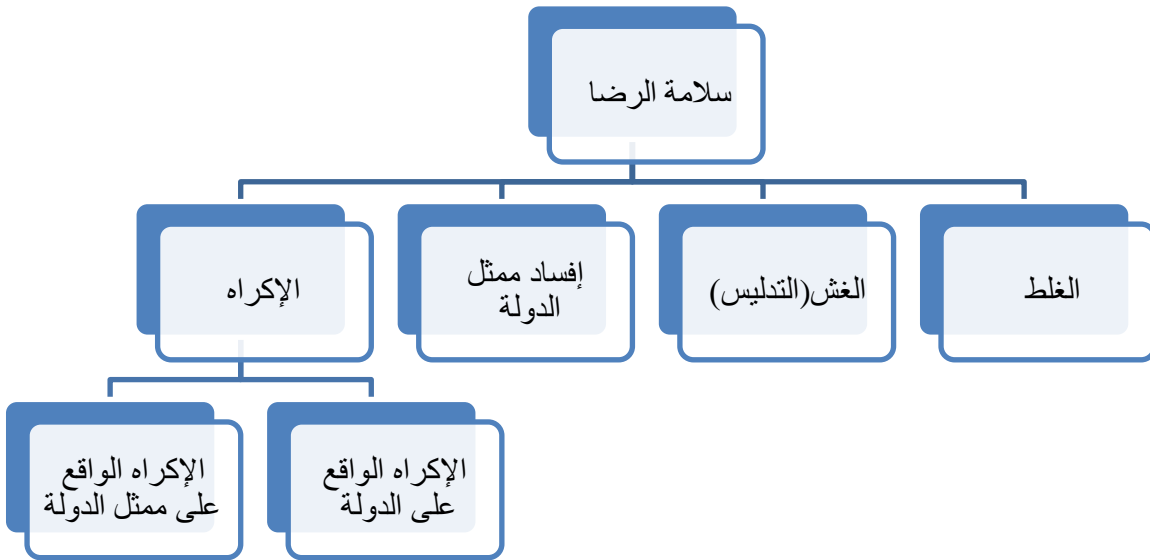 سلامة الرضا
الغلط
الغش(التدليس)
إفساد ممثل
الدولة
الإكراه
الإكراه الواقع
على الدولة
الإكراه الواقع
على ممثل الدولة